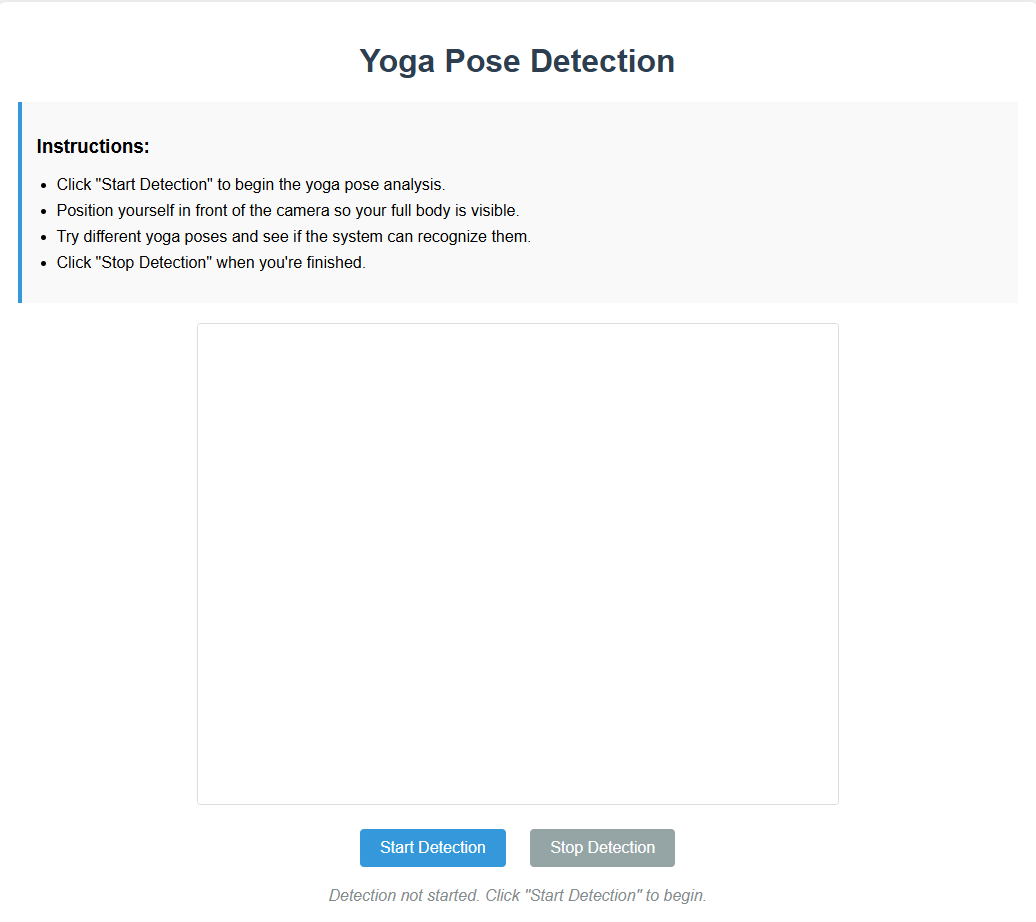 Yoga Pose Detection
Instructions:
Click "Start Detection" to begin the yoga pose analysis.
Position yourself in front of the camera so your full body is visible.
Try different yoga poses and see if the system can recognize them.
Click "Stop Detection" when you're finished.
Start Detection
Stop Detection
Detection not started. Click "Start Detection" to begin.